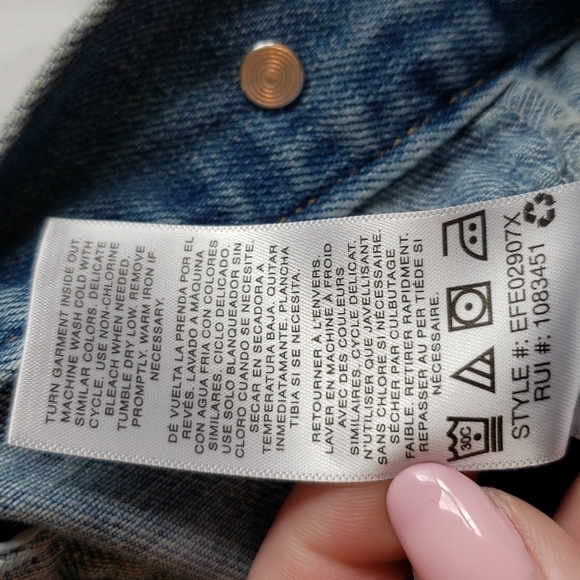 TURN GARMENT INSIDE OUT.
MACHINE WASH COLD WITH
SIMILAR COLORS, DELICATE
CYCLE. USE NON-CHLORINE
BLEACH WHEN NEEDED.
TUMBLE DRY LOW, REMOVE
PROMPTLY. WARM IRON IF
NECESSARY.
DÉ VUELTA LA PRENDA POR EL
REVÉS. LAVADO A MÁQUINA
CON AGUA FRIA CON COLORES
SIMILARES. CICLO DELICADO.
USE SOLO BLANQUEADOR SIN
CLORO CUANDO SE NECESITE.
SECAR EN SECADORA A
TEMPERATURA BAJA, QUITAR
INMEDIATAMANTE. PLANCHA
TIBIA SI SE NECESITA.
RETOURNER À L'ENVERS.
LAVER EN MACHINE À FROID
AVEC DES COULEURS
SIMILAIRES, CYCLE DÉLICAT.
N'UTILISER QUE JAVELLISANT
SANS CHLORE SI NÉCESSAIRE.
SÉCHER PAR CULBUTAGE
FAIBLE. RETIRER RAPIDMENT.
REPASSER AU FER TIÈDE SI
NÉCESSAIRE.
30C
STYLE #: EFE02907X
RUI #: 1083451